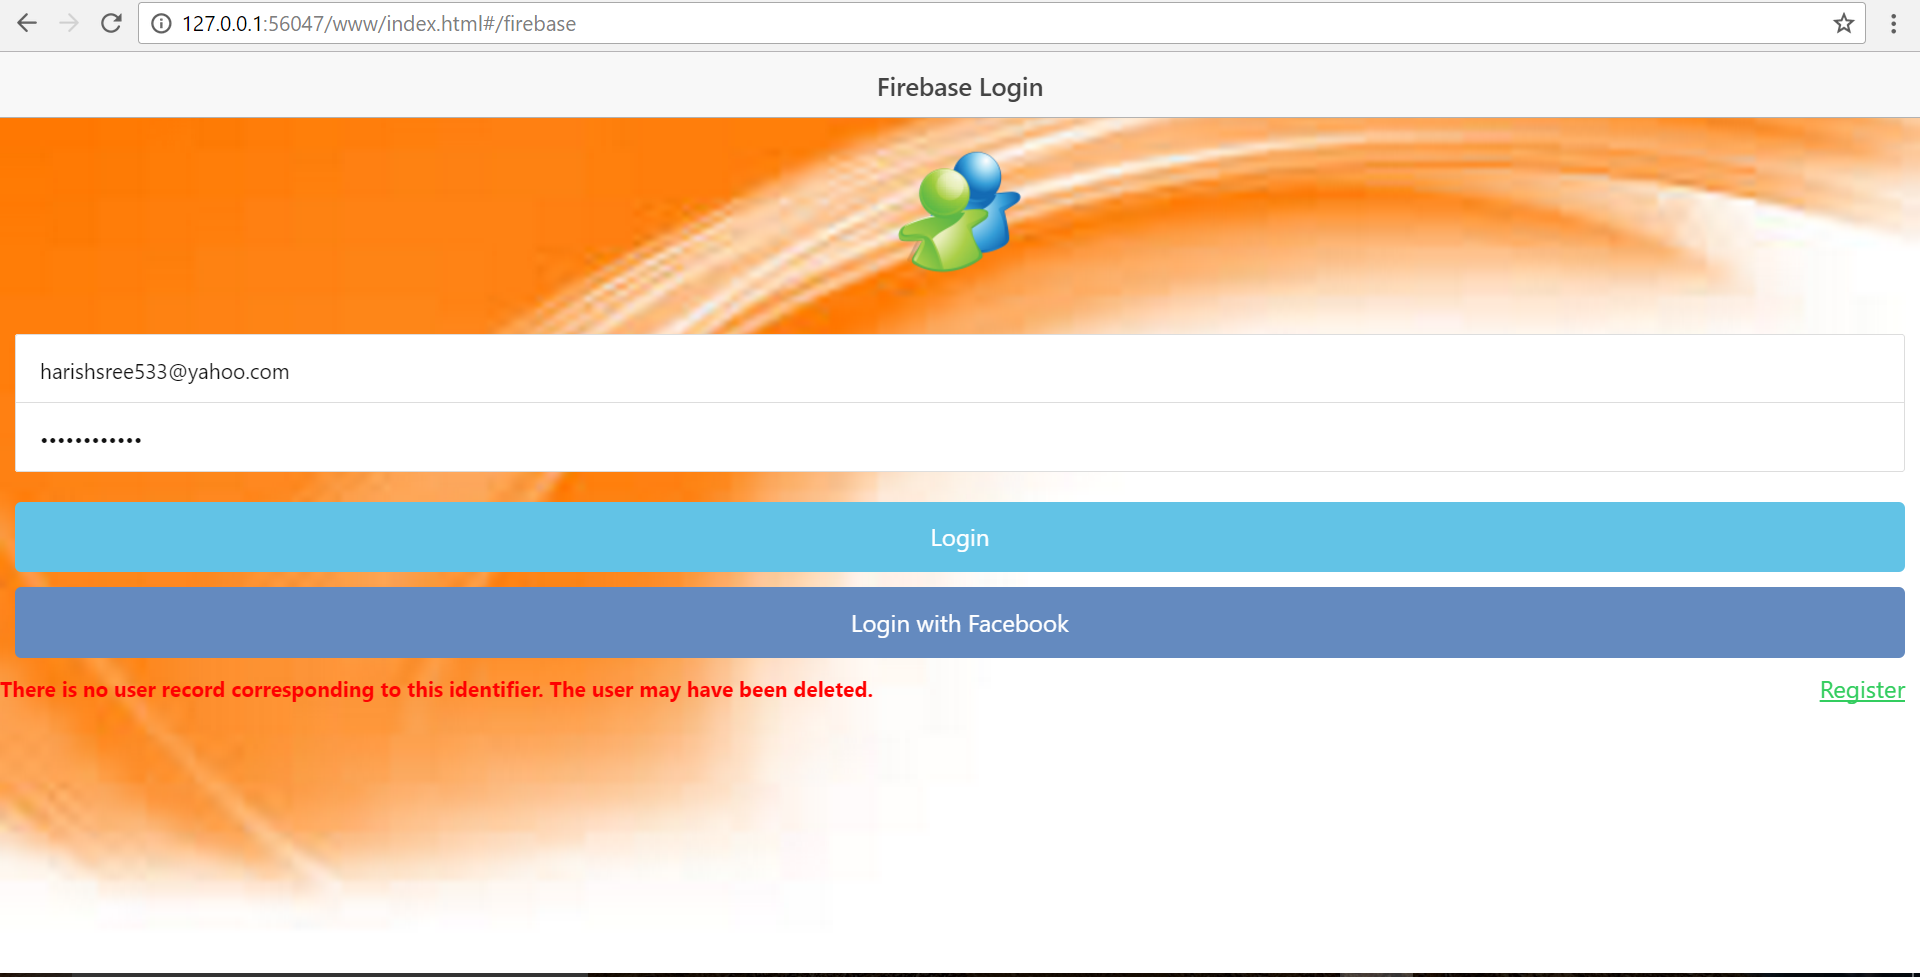 127.0.0.1:56047/www/index.html#/firebase
Firebase Login
harishsree533@yahoo.com
••••••••••••
Login
Login with Facebook
There is no user record corresponding to this identifier. The user may have been deleted.
Register